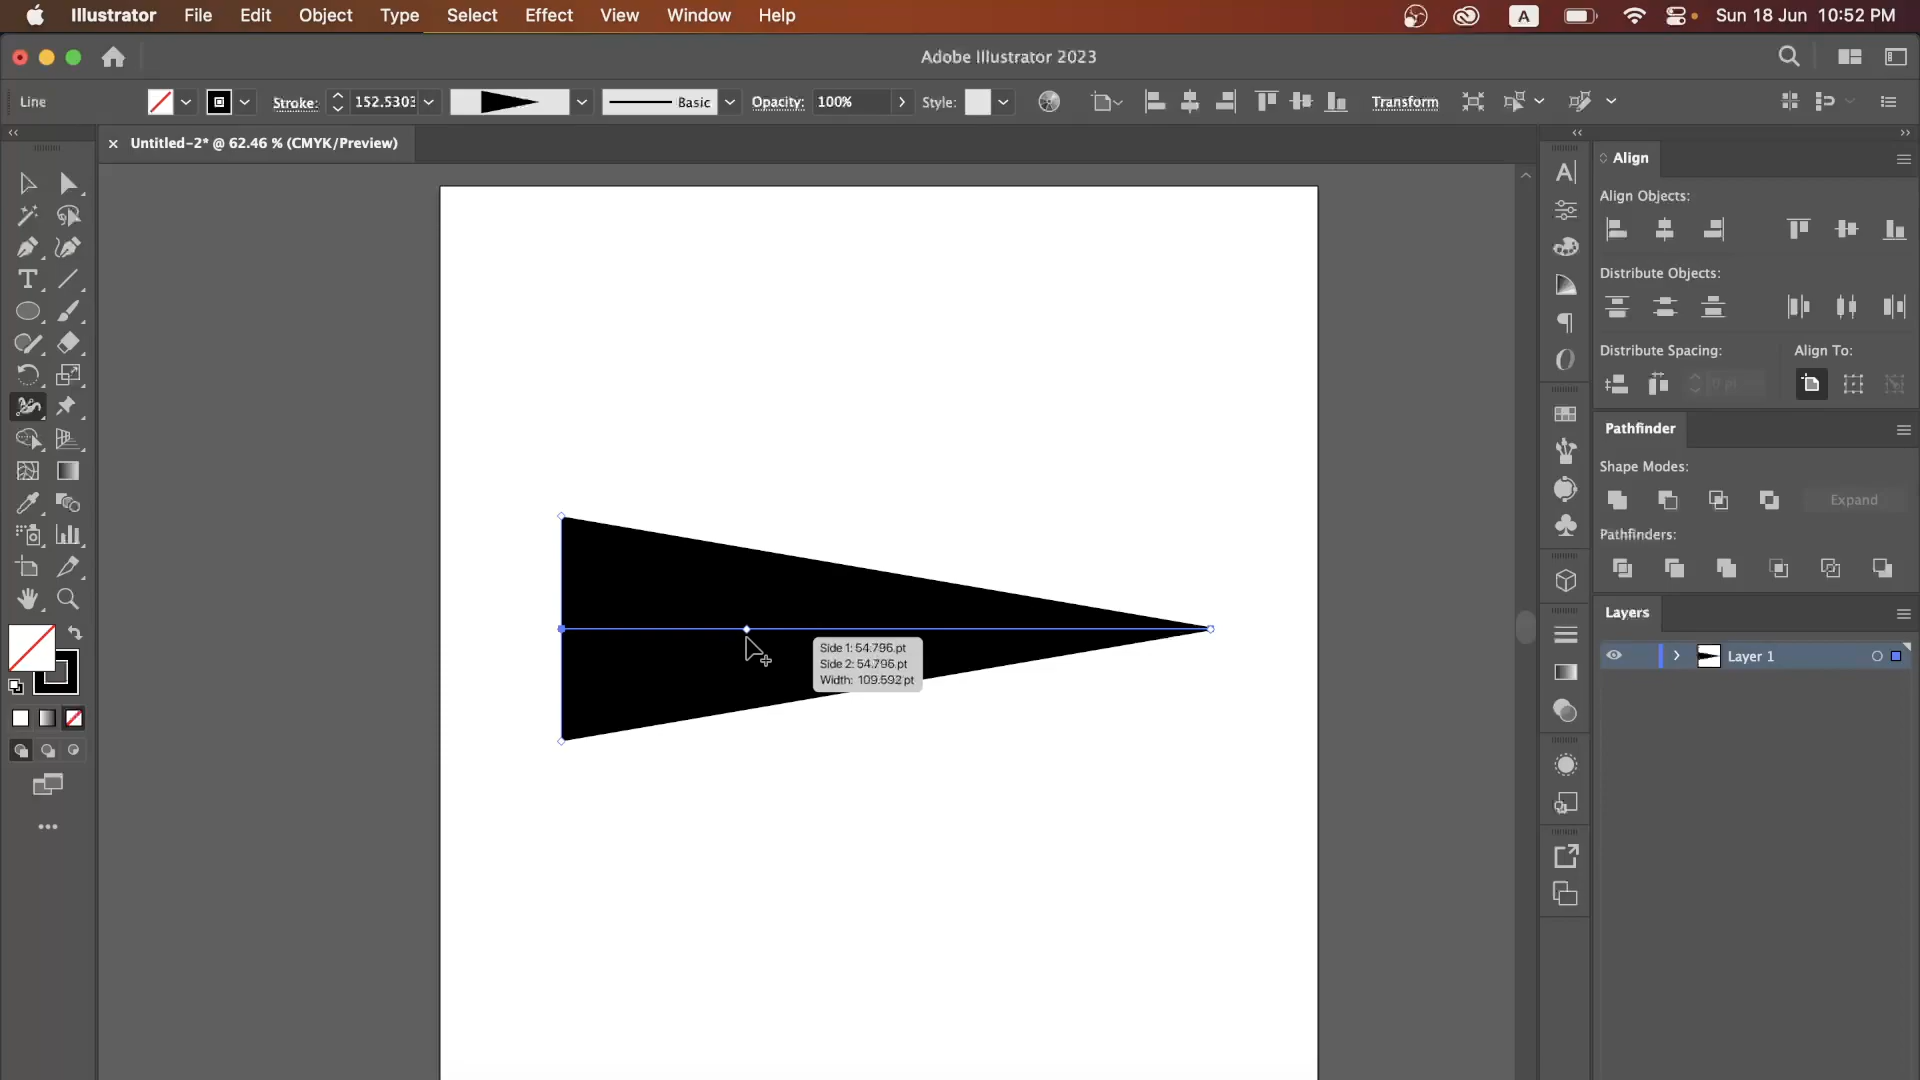 Illustrator File Edit Object Type Select Effect View Window Help
A
Sun 18 Jun 10:52 PM
Adobe Illustrator 2023
Line
Stroke: 152.5303
Basic
Opacity: 100%
Style:
Transform
Untitled-2* @ 62.46 % (CMYK/Preview)
Align
Align Objects:
Distribute Objects:
Distribute Spacing:
Align To:
0 pt
Pathfinder
Shape Modes:
Expand
Pathfinders:
Layers
Layer 1
Side 1: 54.796 pt
Side 2: 54.796 pt
Width: 109.592 pt